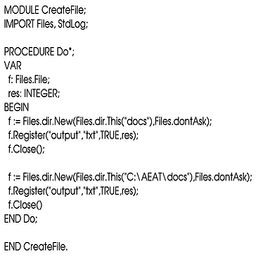 MODULE CreateFile;
IMPORT Files, StdLog;
PROCEDURE Do*;
VAR
f: Files.File;
res: INTEGER;
BEGIN
f := Files.dir.New(Files.dir.This("docs"),Files.dontAsk);
f.Register("output","txt",TRUE,res);
f.Close();
f := Files.dir.New(Files.dir.This("C:\AEAT\docs"),Files.dontAsk);
f.Register("output","txt",TRUE,res);
f.Close()
END Do;
END CreateFile.